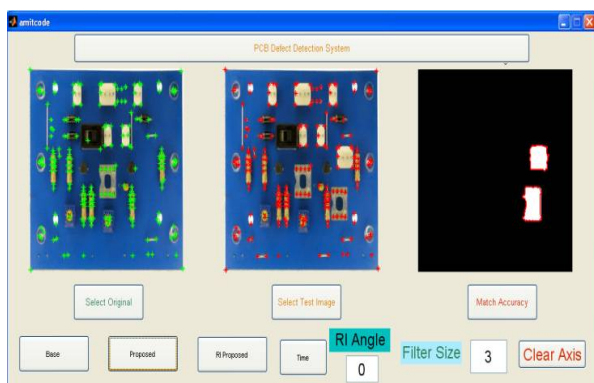 amitcode
PCB Defect Detection System
Select Original
Select Test Image
Match Accuracy
Base
Proposed
RI Proposed
Time
RI Angle
0
Filter Size
3
Clear Axis